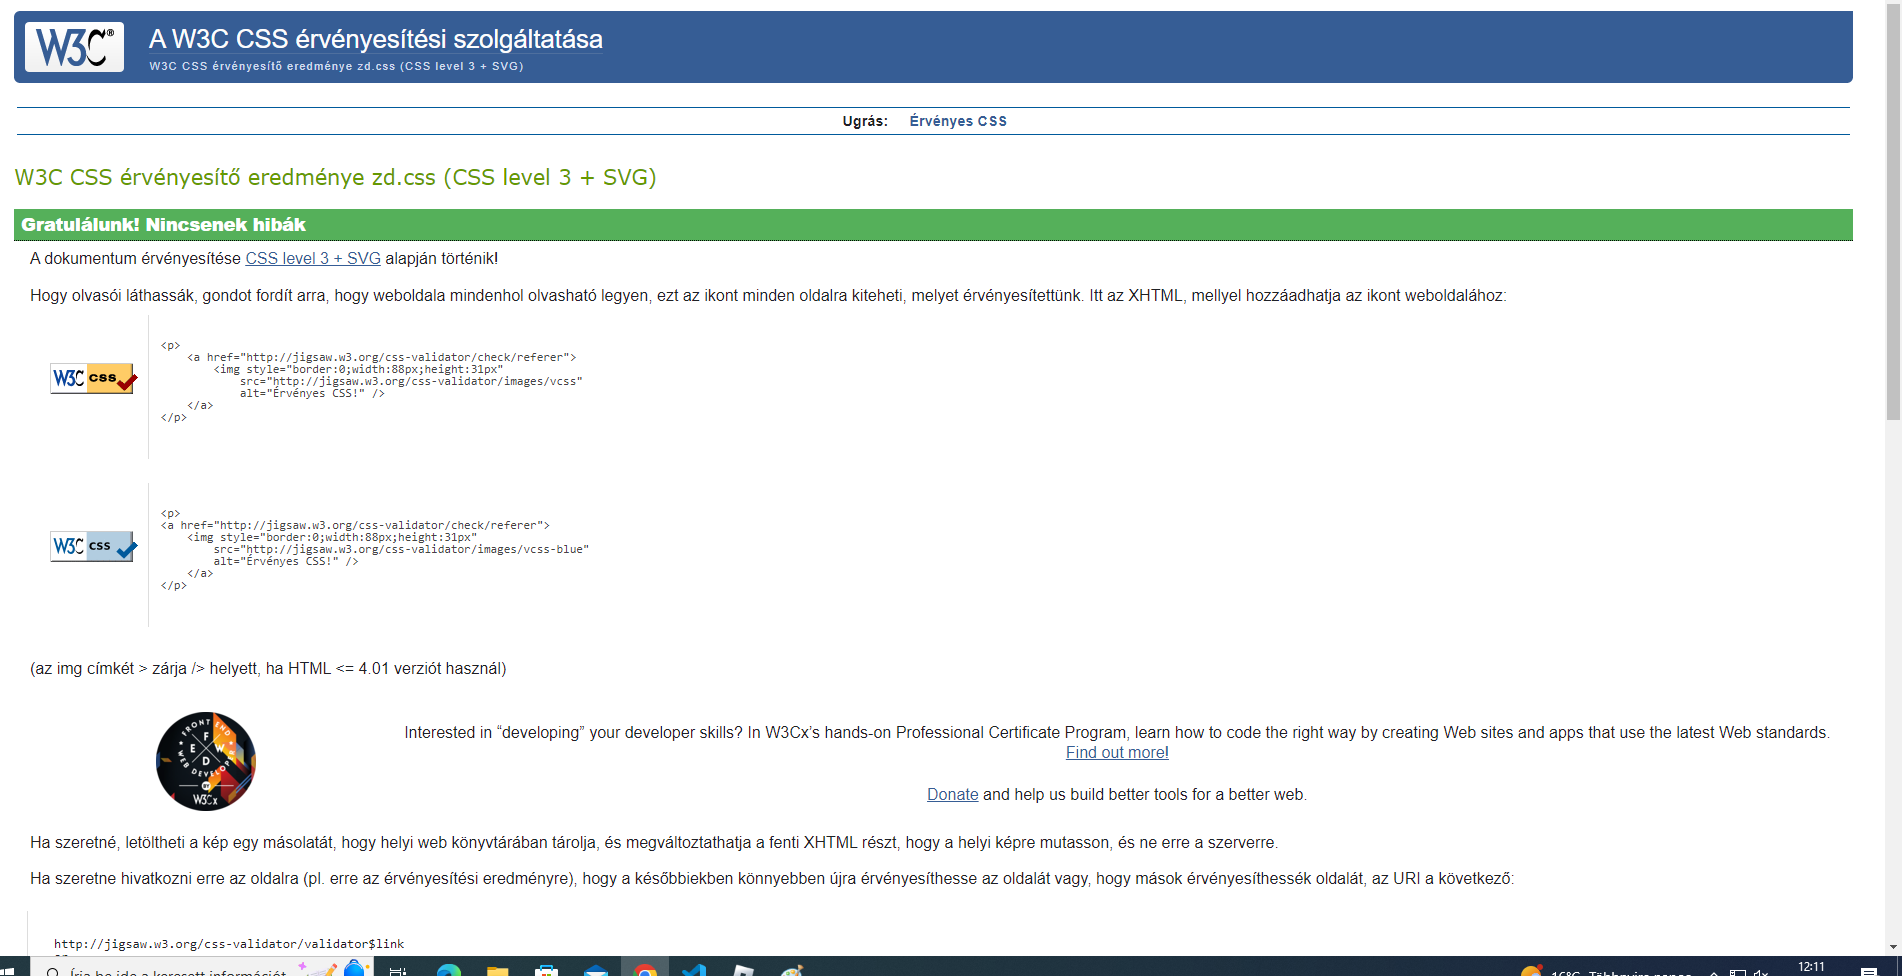 W3C®
A W3C CSS érvényesítési szolgáltatása
W3C CSS érvényesítő eredménye zd.css (CSS level 3 + SVG)
Ugrás: Érvényes CSS
W3C CSS érvényesítő eredménye zd.css (CSS level 3 + SVG)
Gratulálunk! Nincsenek hibák
A dokumentum érvényesítése CSS level 3 + SVG alapján történik!
Hogy olvasói láthassák, gondot fordít arra, hogy weboldala mindenhol olvasható legyen, ezt az ikont minden oldalra kiteheti, melyet érvényesítettünk. Itt az XHTML, mellyel hozzáadhatja az ikont weboldalához:
W3C css
<p>
<a href="http://jigsaw.w3.org/css-validator/check/referer">
<img style="border:0;width:88px;height:31px"
src="http://jigsaw.w3.org/css-validator/images/vcss"
alt="Érvényes CSS!" />
</a>
</p>
W3C css
<p>
<a href="http://jigsaw.w3.org/css-validator/check/referer">
<img style="border:0;width:88px;height:31px"
src="http://jigsaw.w3.org/css-validator/images/vcss-blue"
alt="Érvényes CSS!" />
</a>
</p>
(az img címkét > zárja /> helyett, ha HTML <= 4.01 verziót használ)
FRONT END
F
E W
D
WEB DEVELOPER
BY
W3Cx
Interested in “developing” your developer skills? In W3Cx’s hands-on Professional Certificate Program, learn how to code the right way by creating Web sites and apps that use the latest Web standards.
Find out more!
Donate and help us build better tools for a better web.
Ha szeretné, letöltheti a kép egy másolatát, hogy helyi web könyvtárában tárolja, és megváltoztathatja a fenti XHTML részt, hogy a helyi képre mutasson, és ne erre a szerverre.
Ha szeretne hivatkozni erre az oldalra (pl. erre az érvényesítési eredményre), hogy a későbbiekben könnyebben újra érvényesíthesse az oldalát vagy, hogy mások érvényesíthessék oldalát, az URI a következő:
http://jigsaw.w3.org/css-validator/validator$link
Írja be ide a keresett információt
16°C Többnyire napos
12:11